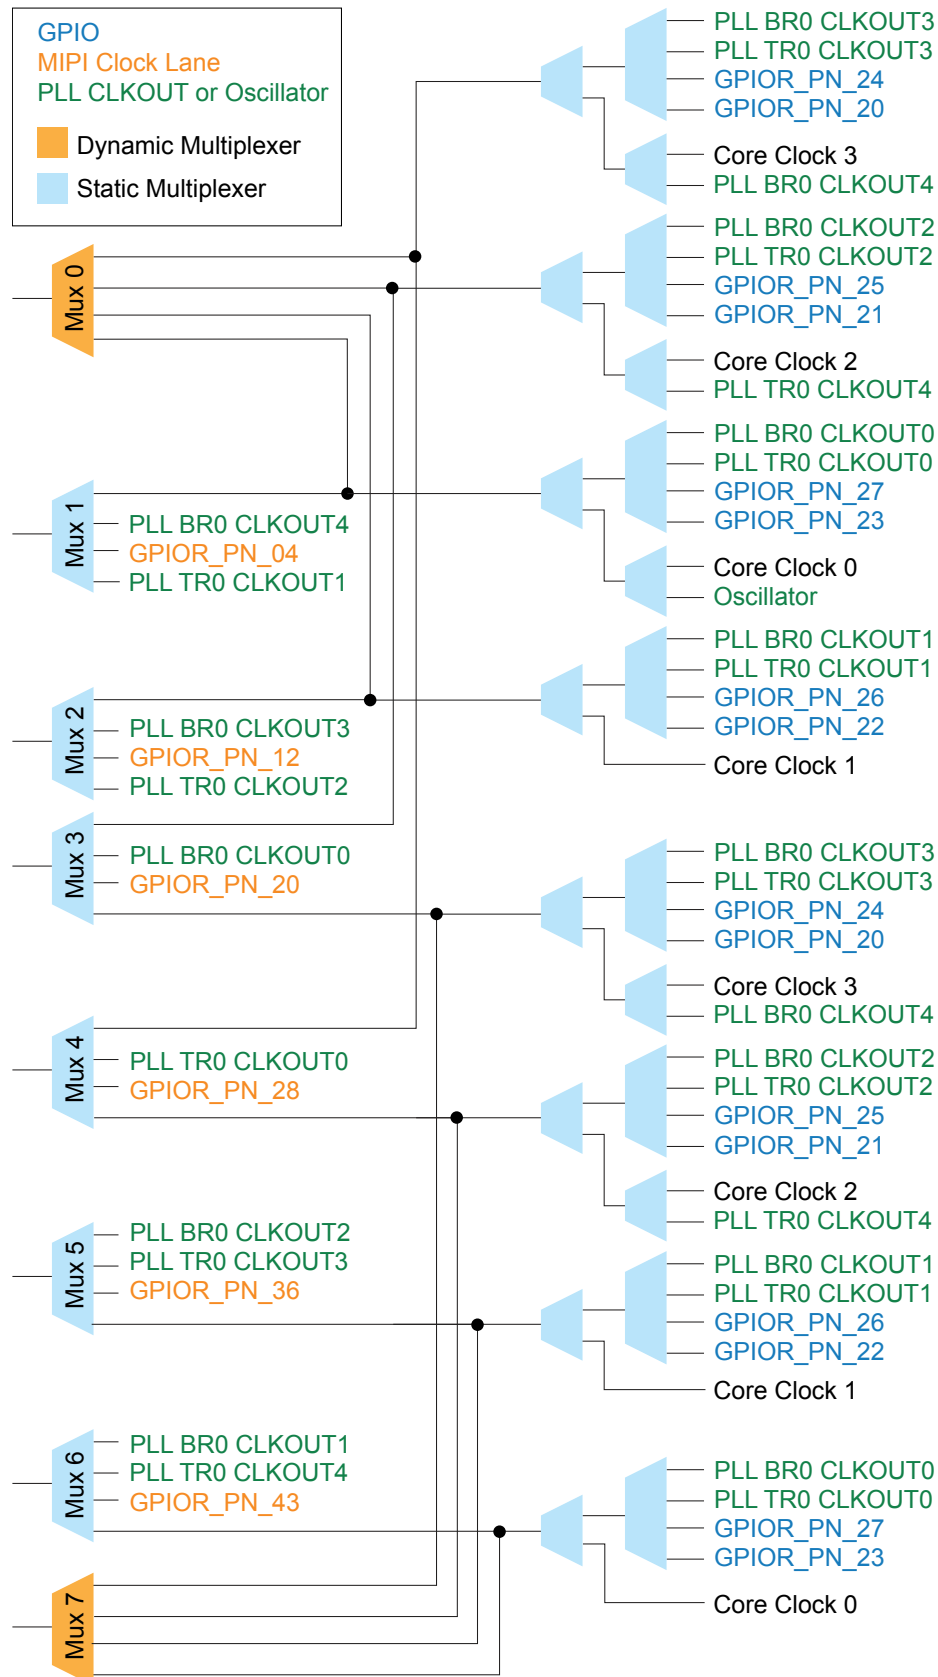 GPIO
MIPI Clock Lane
PLL CLKOUT or Oscillator
Dynamic Multiplexer
Static Multiplexer
PLL BR0 CLKOUT3
PLL TR0 CLKOUT3
GPIOR_PN_24
GPIOR_PN_20
Core Clock 3
PLL BR0 CLKOUT4
Mux 0
PLL BR0 CLKOUT2
PLL TR0 CLKOUT2
GPIOR_PN_25
GPIOR_PN_21
Core Clock 2
PLL TR0 CLKOUT4
Mux 1
PLL BR0 CLKOUT4
GPIOR_PN_04
PLL TR0 CLKOUT1
PLL BR0 CLKOUT0
PLL TR0 CLKOUT0
GPIOR_PN_27
GPIOR_PN_23
Core Clock 0
Oscillator
Mux 2
PLL BR0 CLKOUT3
GPIOR_PN_12
PLL TR0 CLKOUT2
PLL BR0 CLKOUT1
PLL TR0 CLKOUT1
GPIOR_PN_26
GPIOR_PN_22
Core Clock 1
Mux 3
PLL BR0 CLKOUT0
GPIOR_PN_20
PLL BR0 CLKOUT3
PLL TR0 CLKOUT3
GPIOR_PN_24
GPIOR_PN_20
Core Clock 3
PLL BR0 CLKOUT4
Mux 4
PLL TR0 CLKOUT0
GPIOR_PN_28
PLL BR0 CLKOUT2
PLL TR0 CLKOUT2
GPIOR_PN_25
GPIOR_PN_21
Core Clock 2
PLL TR0 CLKOUT4
Mux 5
PLL BR0 CLKOUT2
PLL TR0 CLKOUT3
GPIOR_PN_36
PLL BR0 CLKOUT1
PLL TR0 CLKOUT1
GPIOR_PN_26
GPIOR_PN_22
Core Clock 1
Mux 6
PLL BR0 CLKOUT1
PLL TR0 CLKOUT4
GPIOR_PN_43
PLL BR0 CLKOUT0
PLL TR0 CLKOUT0
GPIOR_PN_27
GPIOR_PN_23
Core Clock 0
Mux 7